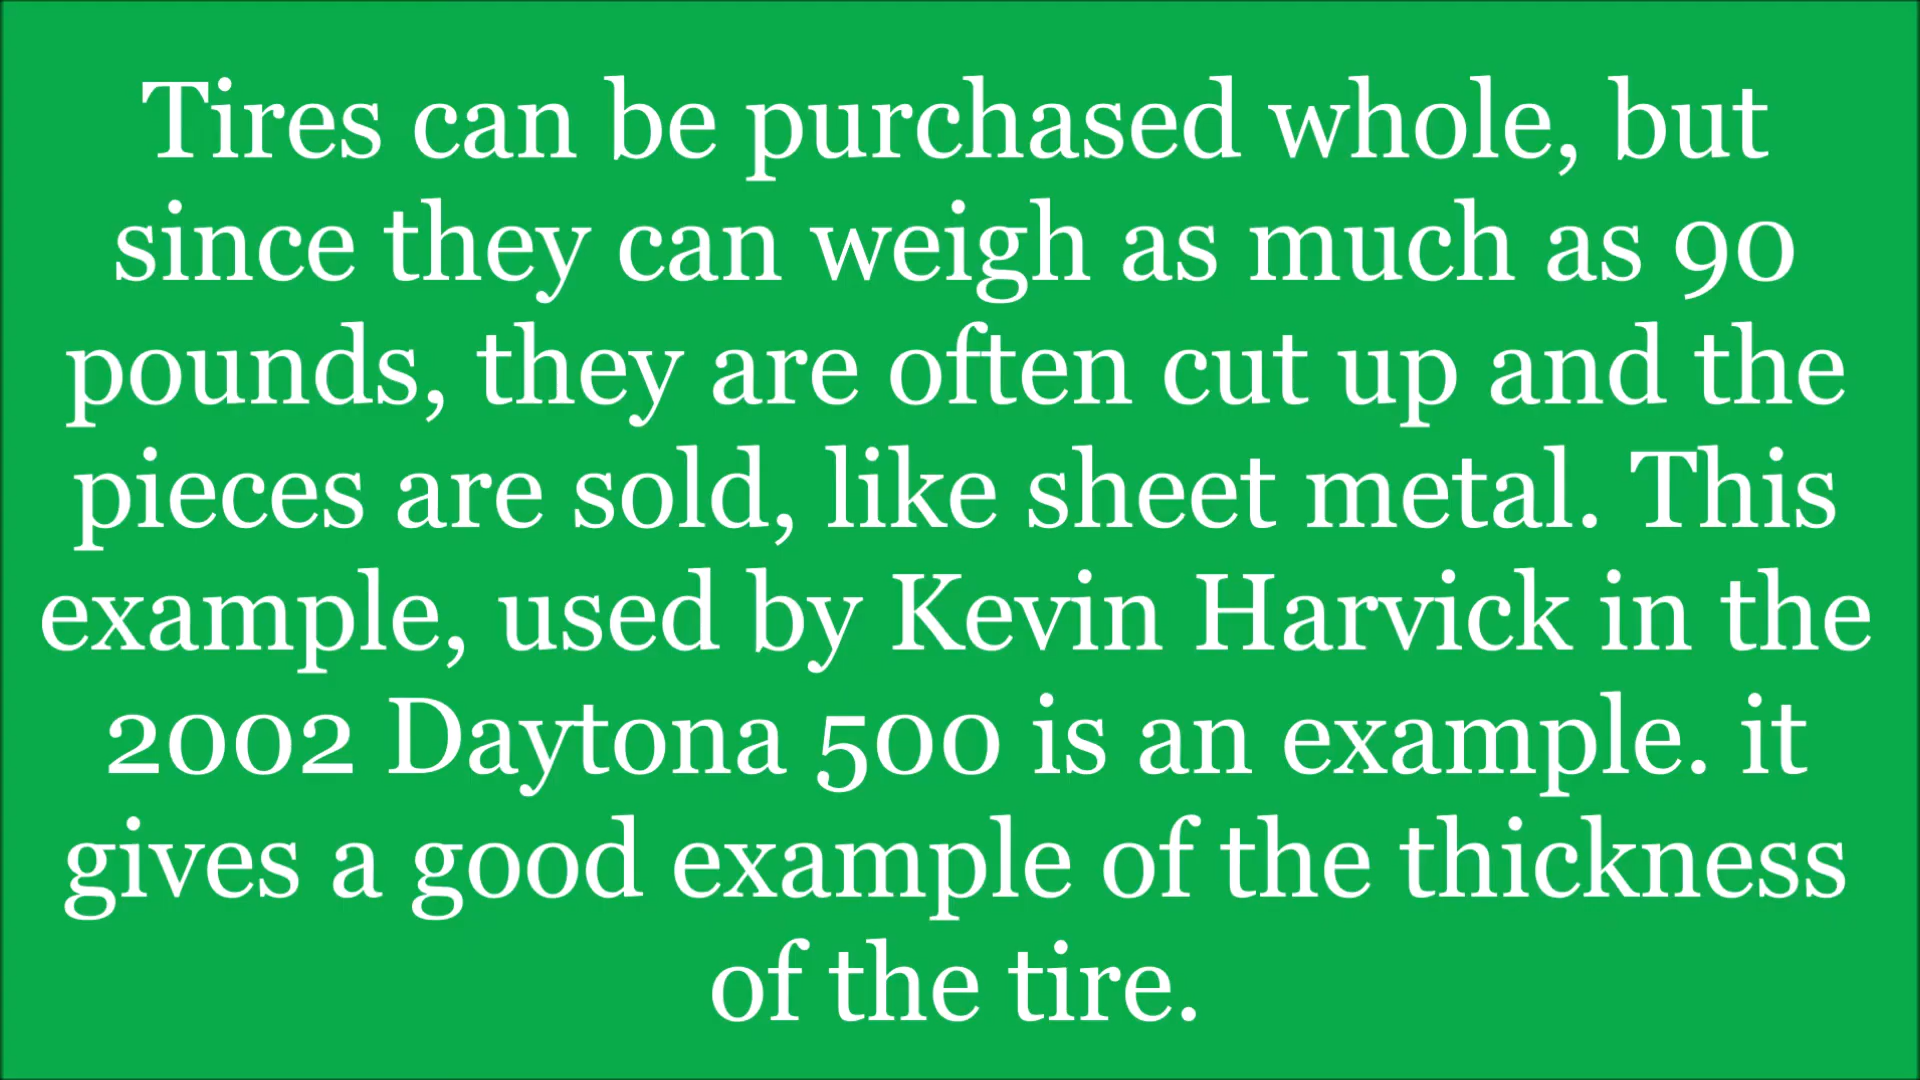 Tires can be purchased whole, but
since they can weigh as much as 90
pounds, they are often cut up and the
pieces are sold, like sheet metal. This
example, used by Kevin Harvick in the
2002 Daytona 500 is an example. it
gives a good example of the thickness
of the tire.